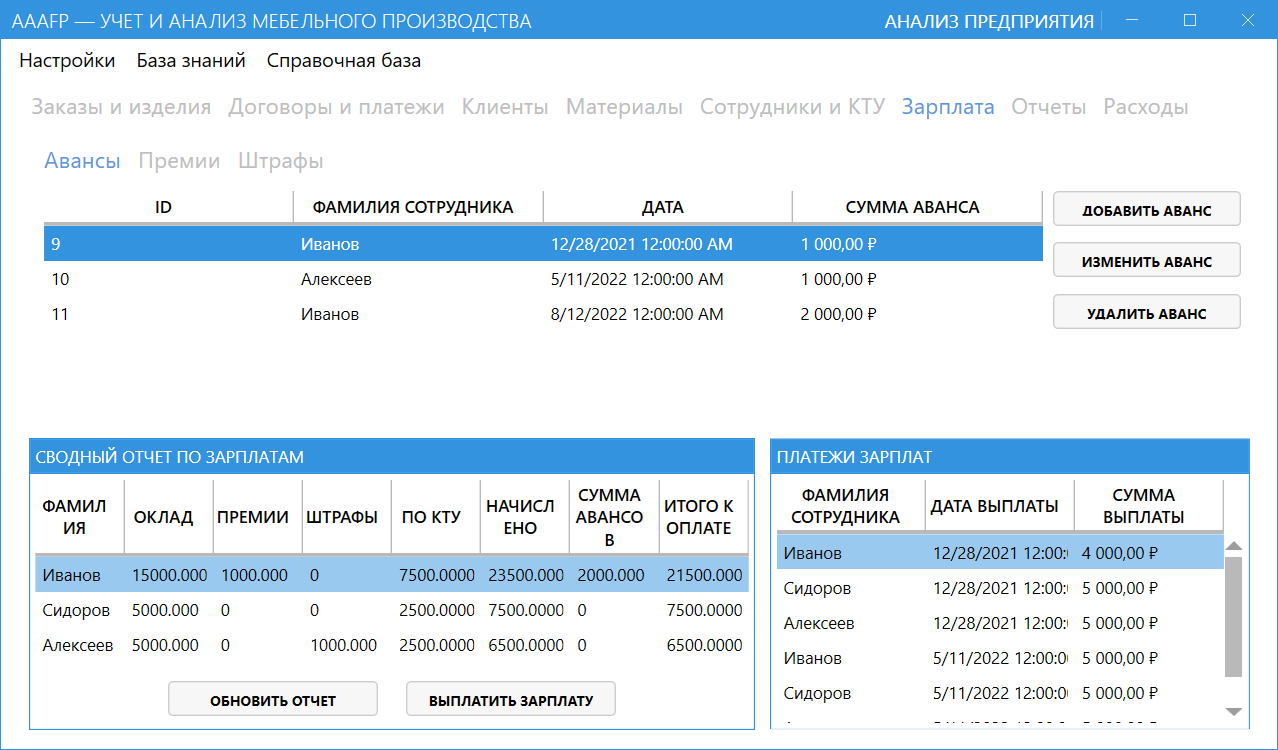 AAAFP — УЧЕТ И АНАЛИЗ МЕБЕЛЬНОГО ПРОИЗВОДСТВА АНАЛИЗ ПРЕДПРИЯТИЯ
Настройки База знаний Справочная база
Заказы и изделия Договоры и платежи Клиенты Материалы Сотрудники и КТУ Зарплата Отчеты Расходы
Авансы Премии Штрафы
ID ФАМИЛИЯ СОТРУДНИКА ДАТА СУММА АВАНСА
9 Иванов 12/28/2021 12:00:00 AM 1 000,00 ₽
10 Алексеев 5/11/2022 12:00:00 AM 1 000,00 ₽
11 Иванов 8/12/2022 12:00:00 AM 2 000,00 ₽
ДОБАВИТЬ АВАНС
ИЗМЕНИТЬ АВАНС
УДАЛИТЬ АВАНС
СВОДНЫЙ ОТЧЕТ ПО ЗАРПЛАТАМ
ФАМИЛ
ИЯ
ОКЛАД
ПРЕМИИ
ШТРАФЫ
ПО КТУ
НАЧИСЛ
ЕНО
СУММА
АВАНСО
В
ИТОГО К
ОПЛАТЕ
Иванов 15000.000 1000.000 0 7500.0000 23500.000 2000.000 21500.000
Сидоров 5000.000 0 0 2500.0000 7500.0000 0 7500.0000
Алексеев 5000.000 0 1000.000 2500.0000 6500.0000 0 6500.0000
ОБНОВИТЬ ОТЧЕТ ВЫПЛАТИТЬ ЗАРПЛАТУ
ПЛАТЕЖИ ЗАРПЛАТ
ФАМИЛИЯ
СОТРУДНИКА
ДАТА ВЫПЛАТЫ
СУММА
ВЫПЛАТЫ
Иванов 12/28/2021 12:00: 4 000,00 ₽
Сидоров 12/28/2021 12:00: 5 000,00 ₽
Алексеев 12/28/2021 12:00: 5 000,00 ₽
Иванов 5/11/2022 12:00:0 5 000,00 ₽
Сидоров 5/11/2022 12:00:0 5 000,00 ₽